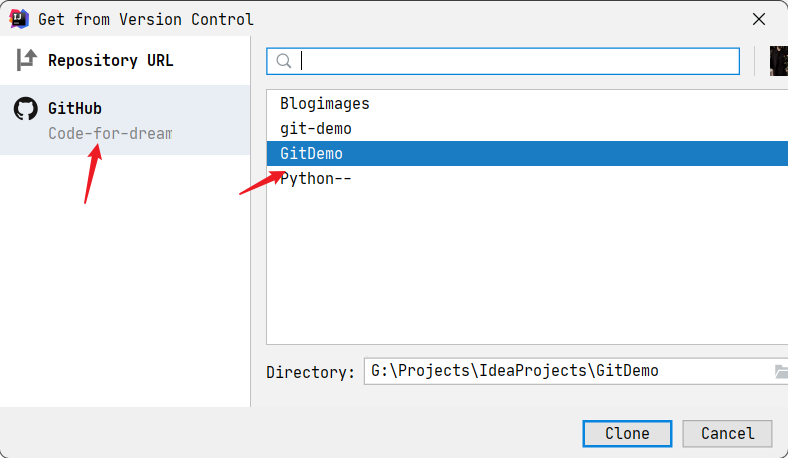 Get from Version Control
Repository URL
GitHub
Code-for-dream
Blogimages
git-demo
GitDemo
Python--
Directory: G:\Projects\IdeaProjects\GitDemo
Clone Cancel